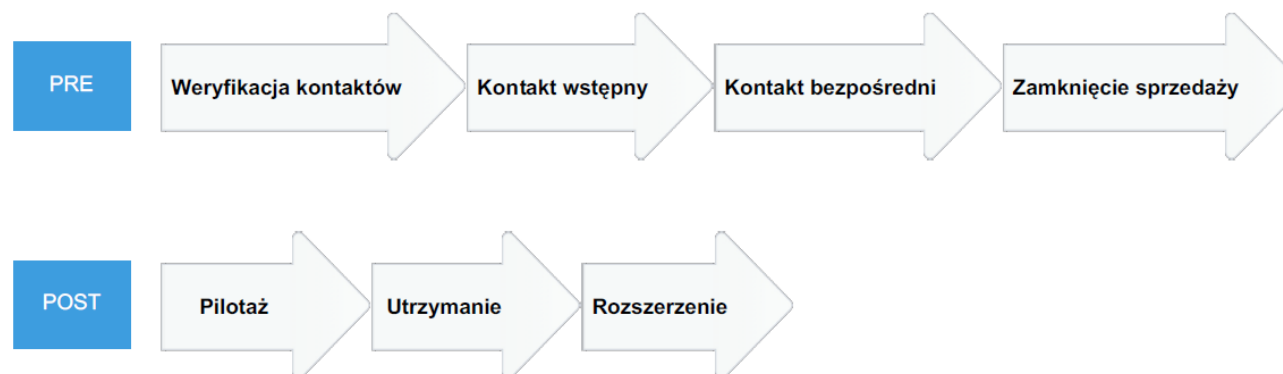 PRE
Weryfikacja kontaktów
Kontakt wstępny
Kontakt bezpośredni
Zamknięcie sprzedaży
POST
Pilotaż
Utrzymanie
Rozszerzenie